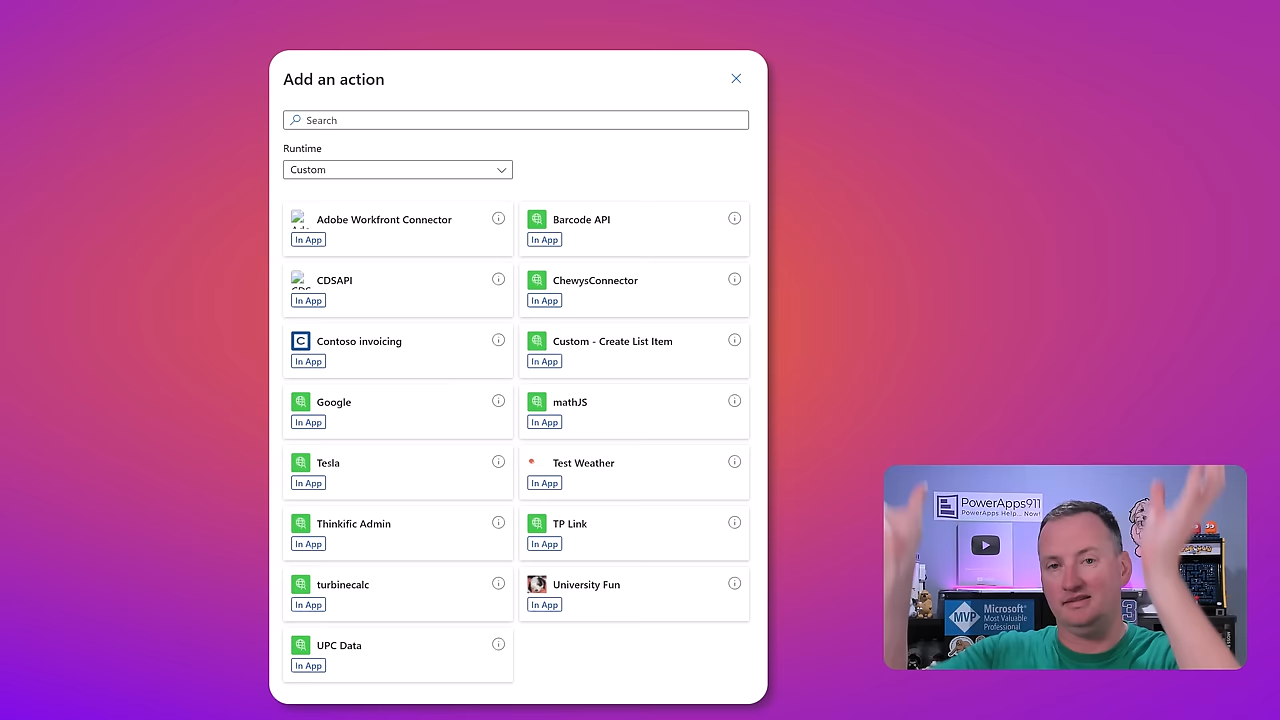 Add an action
Search
Runtime
Custom
Adobe Workfront Connector
In App
Barcode API
In App
CDSAPI
In App
ChewysConnector
In App
Contoso invoicing
In App
Custom - Create List Item
In App
Google
In App
mathJS
In App
Tesla
In App
Test Weather
In App
Thinkific Admin
In App
TP Link
In App
turbinecalc
In App
University Fun
In App
UPC Data
In App
PowerApps911
PowerApps Help... Now!
MVP
Microsoft®
Most Valuable
Professional
3